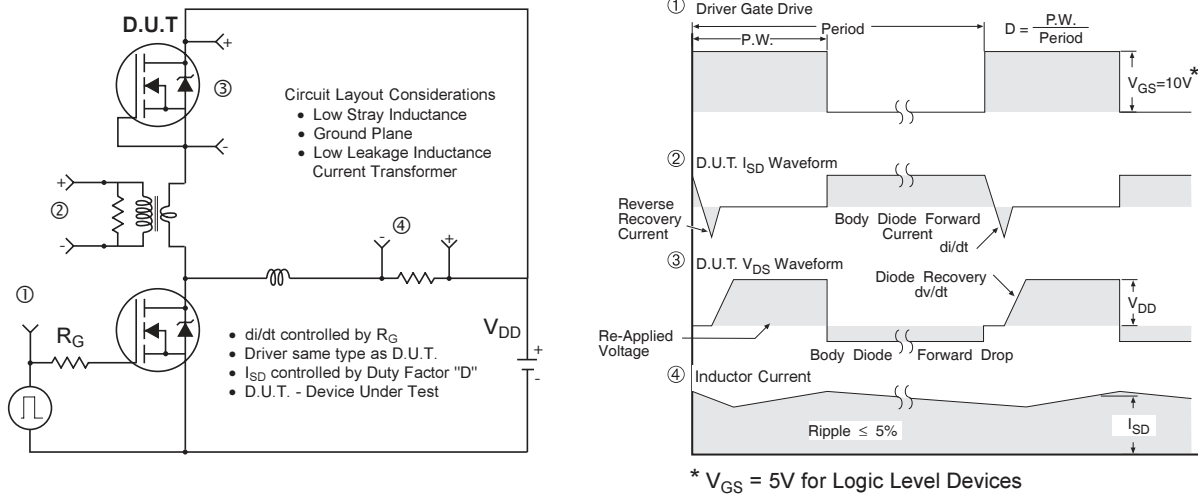 D.U.T
+
③
-
Circuit Layout Considerations
• Low Stray Inductance
• Ground Plane
• Low Leakage Inductance
Current Transformer
+
②
-
④
-
+
①
R_G
V_DD
+
-
• di/dt controlled by R_G
• Driver same type as D.U.T.
• I_SD controlled by Duty Factor "D"
• D.U.T. - Device Under Test
① Driver Gate Drive
P.W.
Period
D = P.W.
Period
V_GS=10V*
② D.U.T. I_SD Waveform
Reverse
Recovery
Current
Body Diode Forward
Current
di/dt
③ D.U.T. V_DS Waveform
Diode Recovery
dv/dt
V_DD
Re-Applied
Voltage
Body Diode Forward Drop
④ Inductor Current
Ripple ≤ 5%
I_SD
* V_GS = 5V for Logic Level Devices